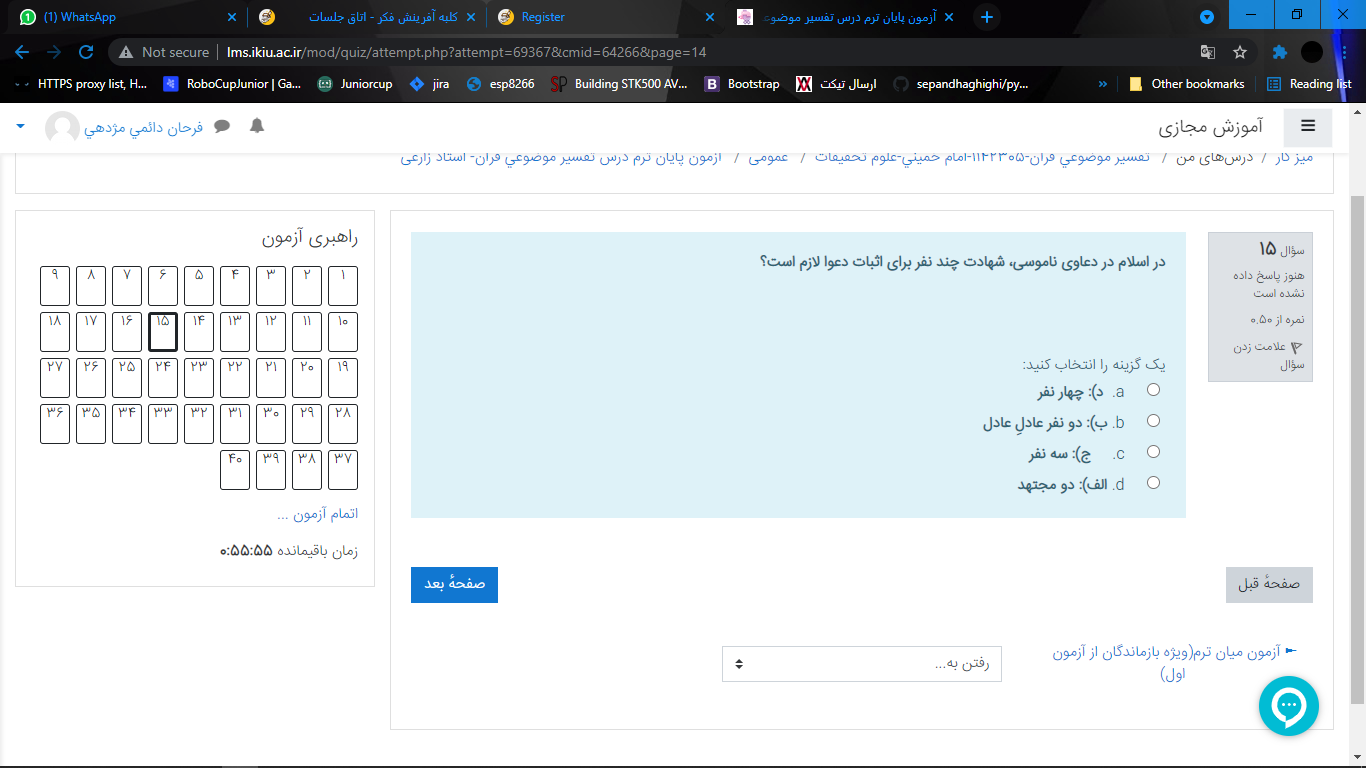 (1) WhatsApp
کلبه آفرینش فکر - اتاق جلسات
Register
آزمون پایان ترم درس تفسیر موضوعی
Not secure | lms.ikiu.ac.ir/mod/quiz/attempt.php?attempt=69367&cmid=64266&page=14
HTTPS proxy list, H...
RoboCupJunior | Ga...
Juniorcup
jira
esp8266
Building STK500 AV...
Bootstrap
ارسال تیکت
sepandhaghighi/py...
»
Other bookmarks
Reading list
آموزش مجازی
فرحان دائمي مژدهي
میز کار / درس‌های من / تفسير موضوعي قرآن-۱۱۴۲۳۰۵-امام خميني-علوم تحقيقات / عمومی / آزمون پایان ترم درس تفسیر موضوعي قرآن- استاد زارعی
سؤال ۱۵
هنوز پاسخ داده
نشده است
نمره از ۰.۵۰
علامت زدن
سؤال
در اسلام در دعاوی ناموسی، شهادت چند نفر برای اثبات دعوا لازم است؟
یک گزینه را انتخاب کنید:
a. د): چهار نفر
b. ب): دو نفر عادلِ عادل
c. ج): سه نفر
d. الف): دو مجتهد
صفحهٔ قبل
صفحهٔ بعد
آزمون میان ترم(ویژه بازماندگان از آزمون
اول)
رفتن به...
راهبری آزمون
۱ ۲ ۳ ۴ ۵ ۶ ۷ ۸ ۹
۱۰ ۱۱ ۱۲ ۱۳ ۱۴ ۱۵ ۱۶ ۱۷ ۱۸
۱۹ ۲۰ ۲۱ ۲۲ ۲۳ ۲۴ ۲۵ ۲۶ ۲۷
۲۸ ۲۹ ۳۰ ۳۱ ۳۲ ۳۳ ۳۴ ۳۵ ۳۶
۳۷ ۳۸ ۳۹ ۴۰
اتمام آزمون ...
زمان باقیمانده ۰:۵۵:۵۵